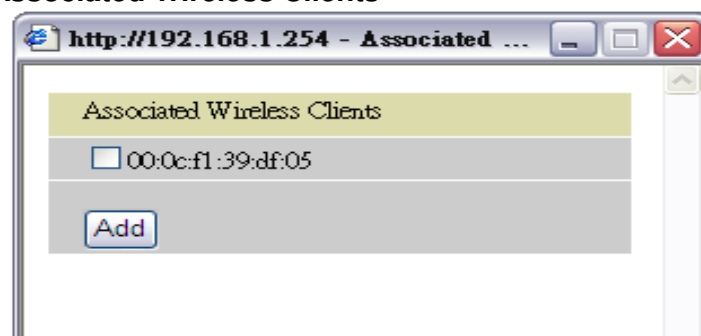 Associated Wireless Clients
http://192.168.1.254 - Associated ...
Associated Wireless Clients
00:0c:f1:39:df:05
Add